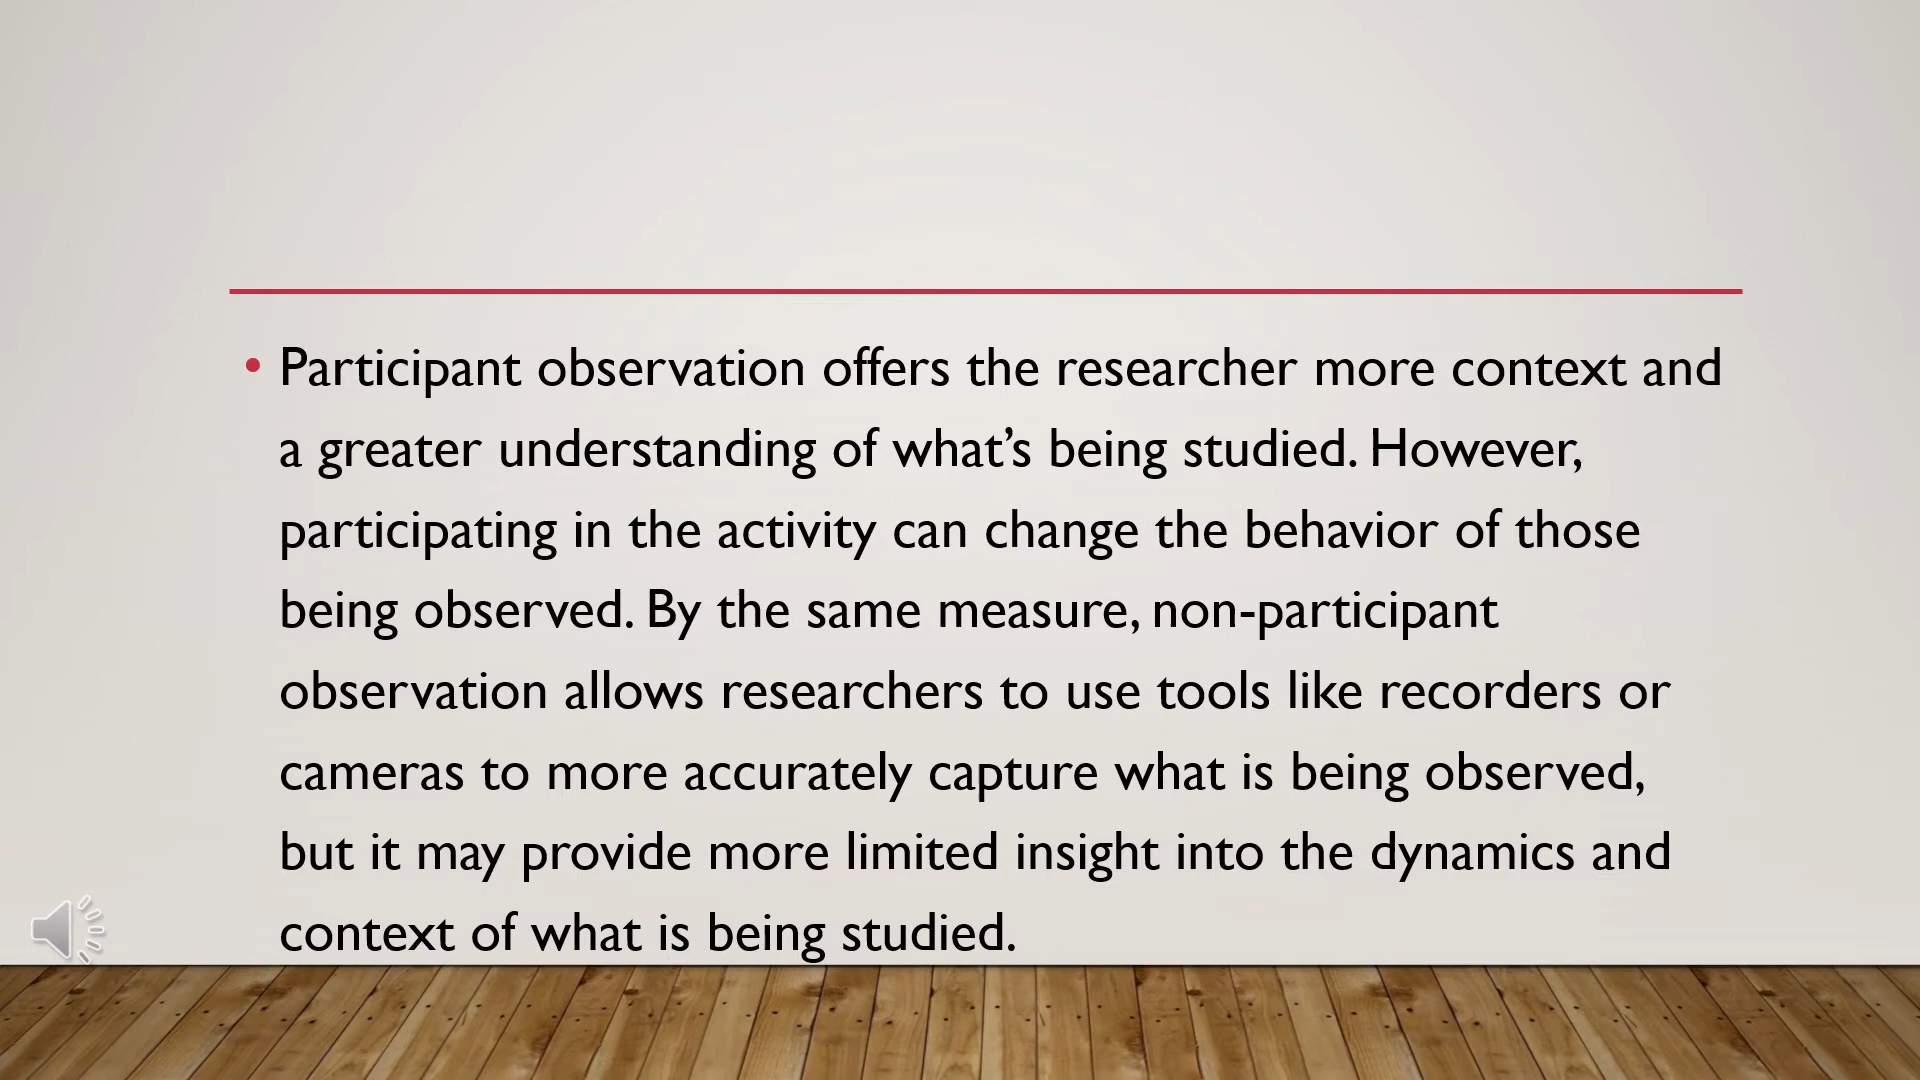 • Participant observation offers the researcher more context and
a greater understanding of what’s being studied. However,
participating in the activity can change the behavior of those
being observed. By the same measure, non-participant
observation allows researchers to use tools like recorders or
cameras to more accurately capture what is being observed,
but it may provide more limited insight into the dynamics and
context of what is being studied.